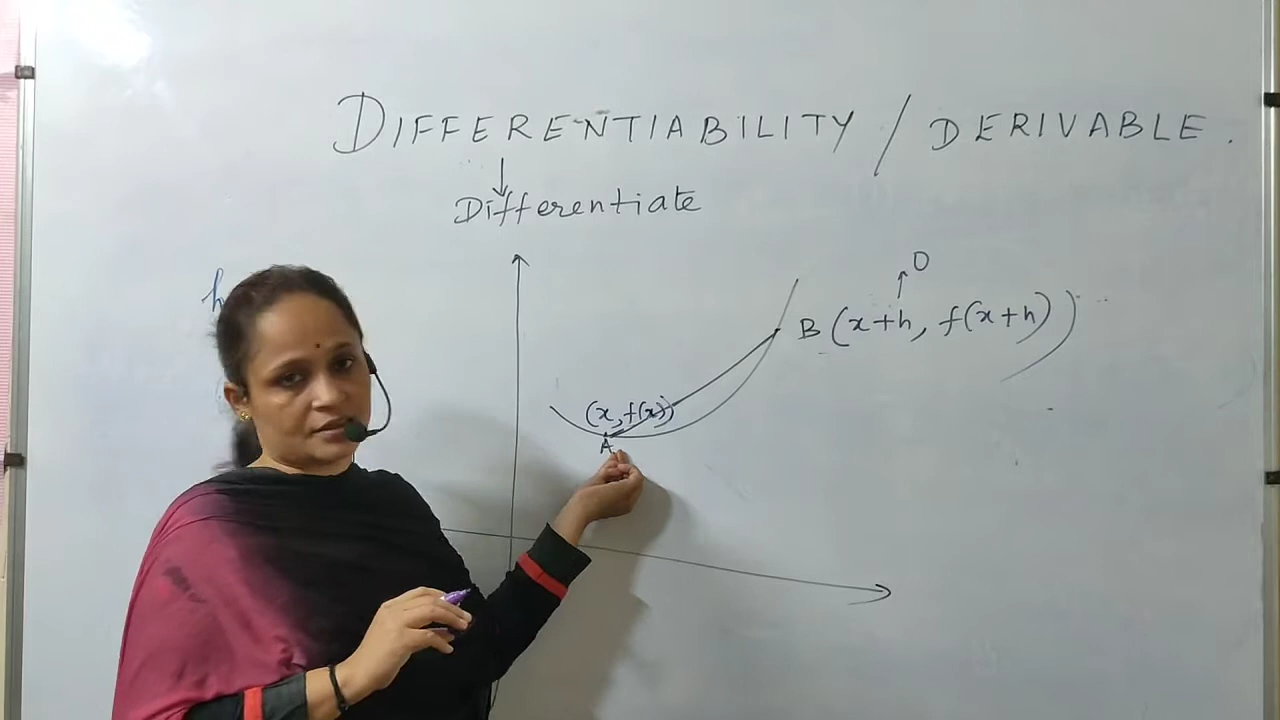 DIFFERENTIABILITY / DERIVABLE.
↓
Differentiate
0
↑
B (x+h, f(x+h))
(x, f(x))
A
h